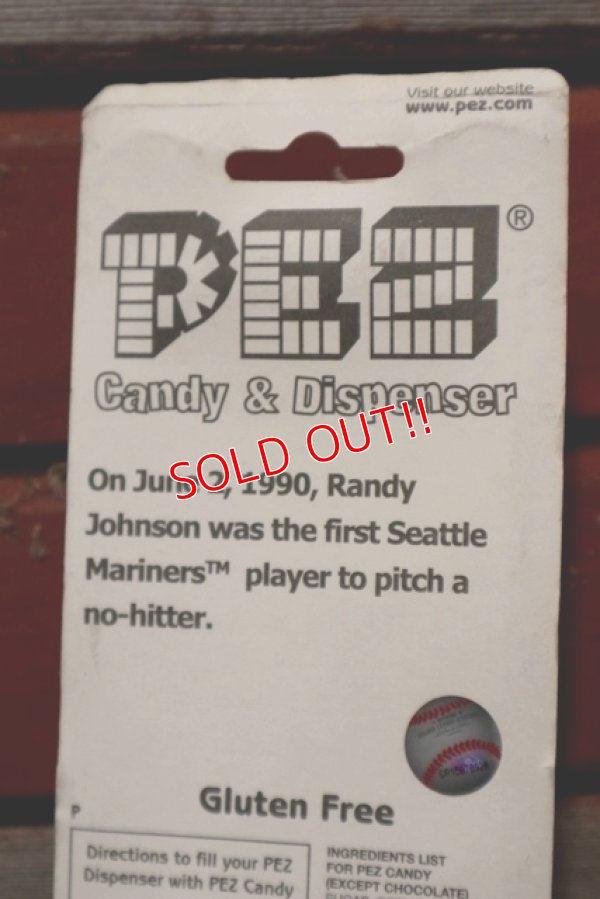 Visit our website
www.pez.com
PEZ®
Candy & Dispenser
SOLD OUT!!
On June 2, 1990, Randy
Johnson was the first Seattle
Mariners™ player to pitch a
no-hitter.
Gluten Free
P
Directions to fill your PEZ
Dispenser with PEZ Candy
INGREDIENTS LIST
FOR PEZ CANDY
(EXCEPT CHOCOLATE)